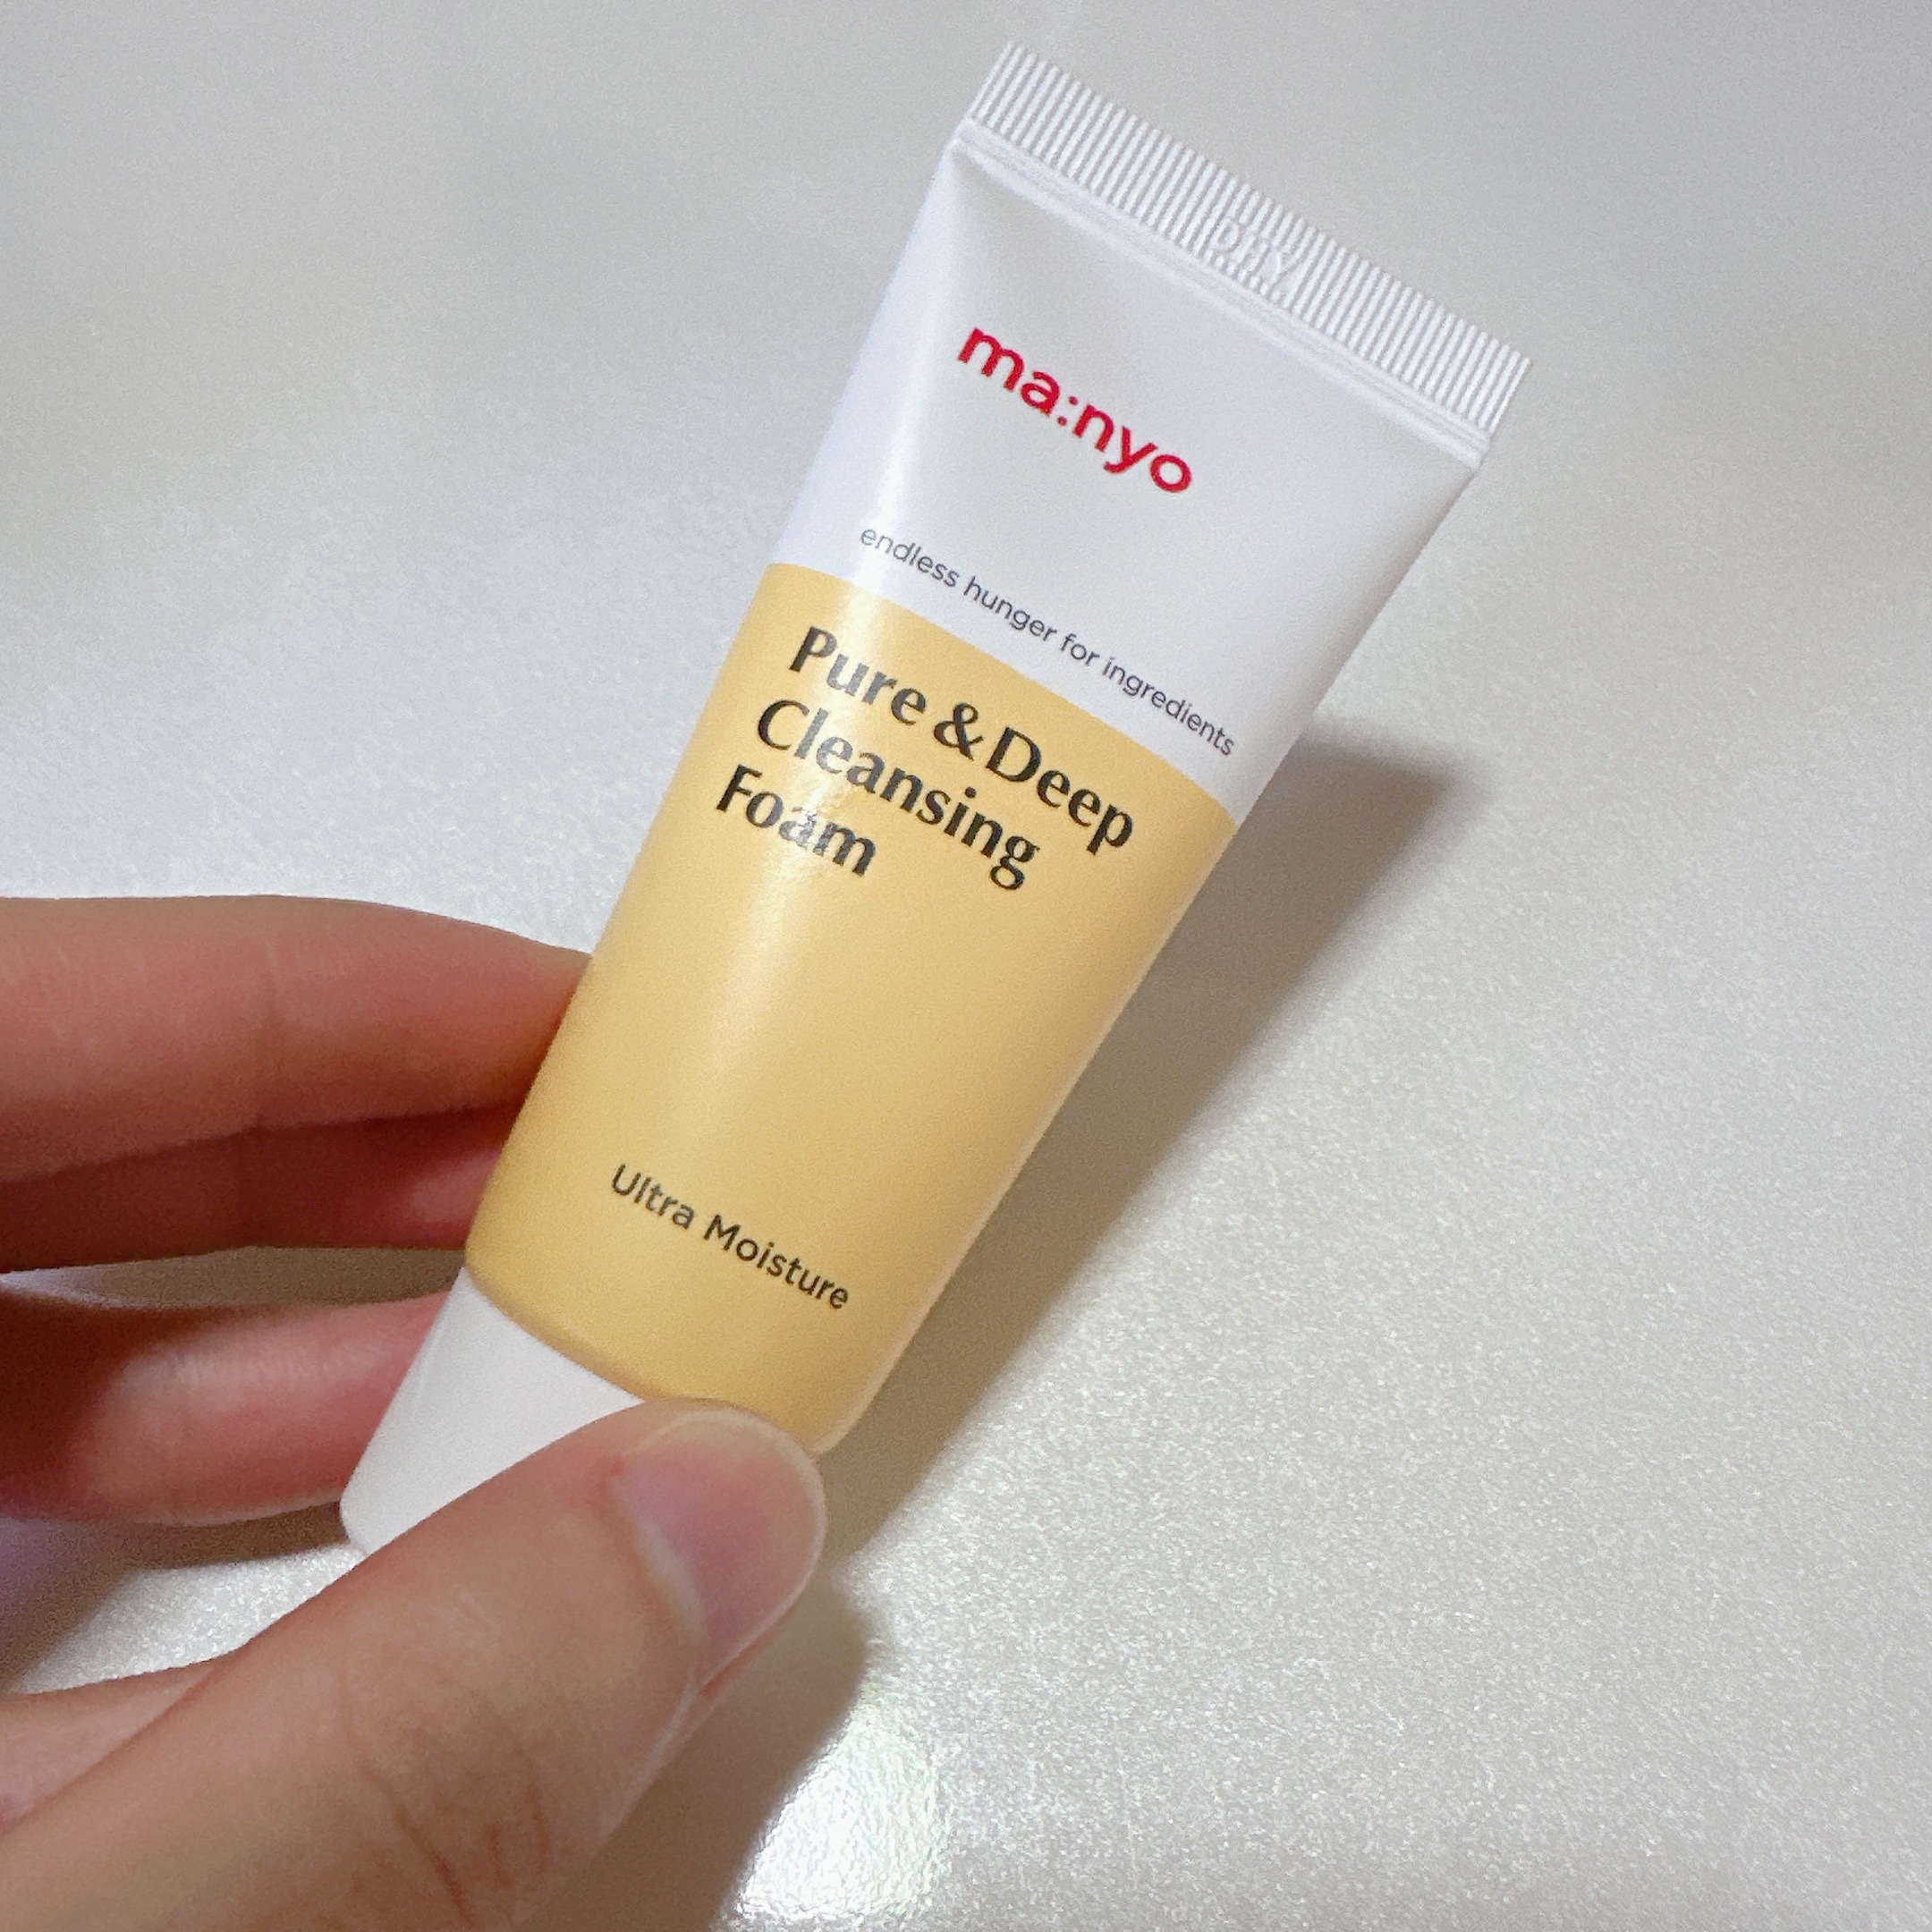 ma:nyo
endless hunger for ingredients
Pure & Deep
Cleansing
Foam
Ultra Moisture